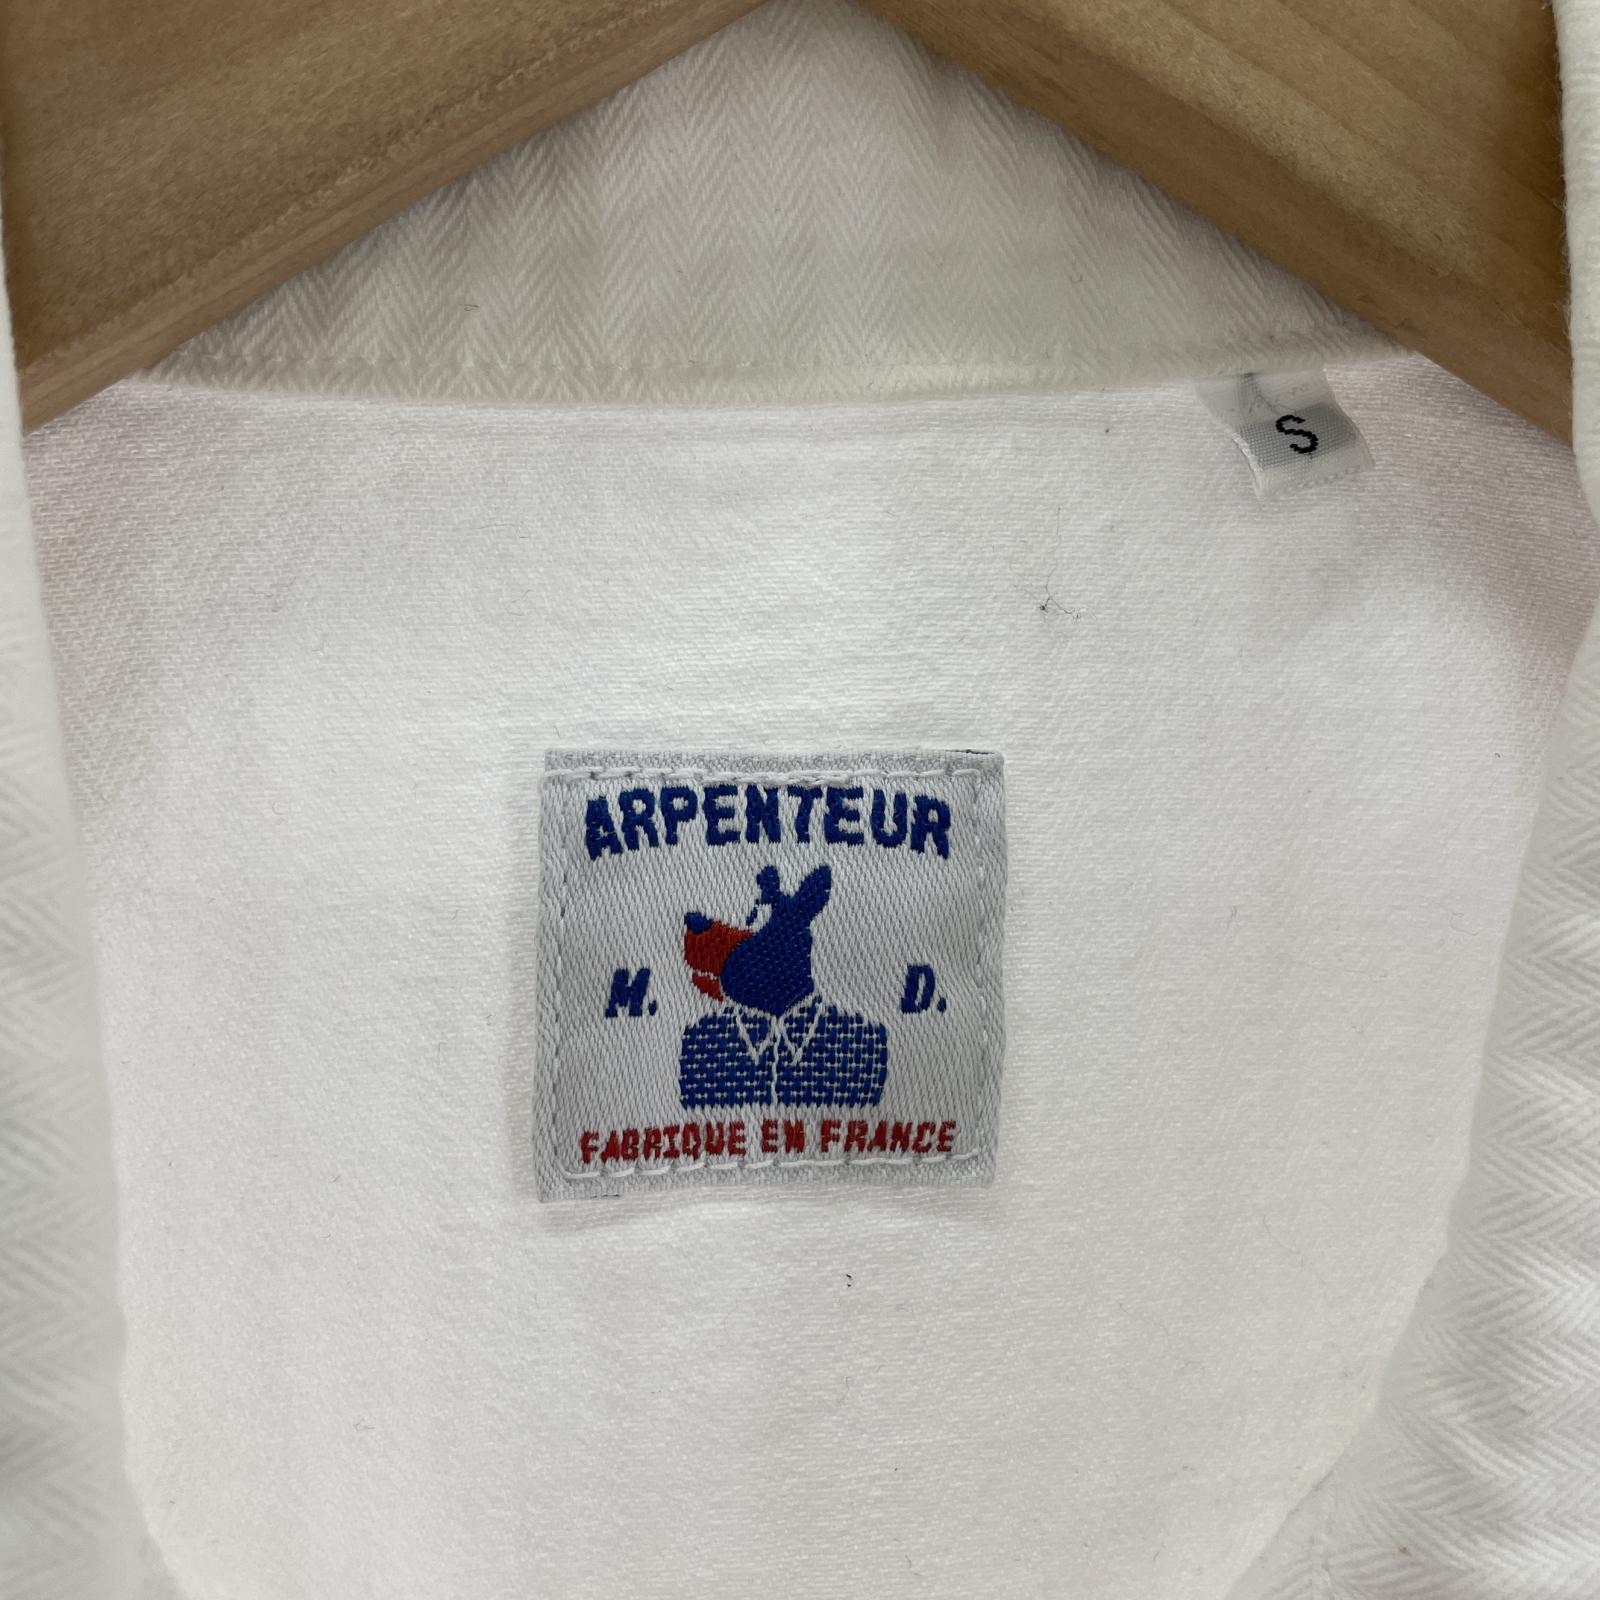 S
ARPENTEUR
M. D.
FABRIQUE EN FRANCE